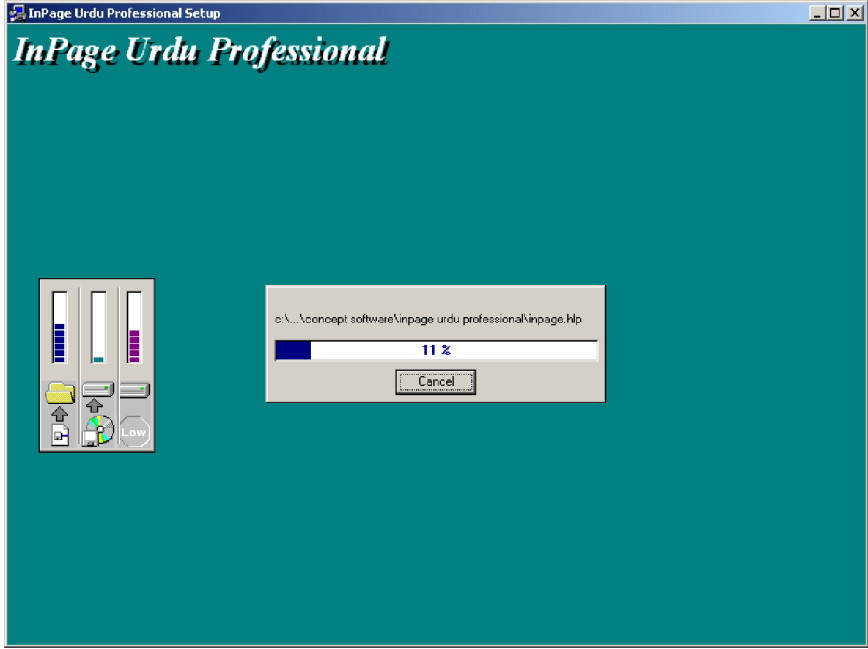 InPage Urdu Professional Setup
InPage Urdu Professional
c:\...\concept software\inpage urdu professional\inpage.hlp
11 %
Cancel
Low